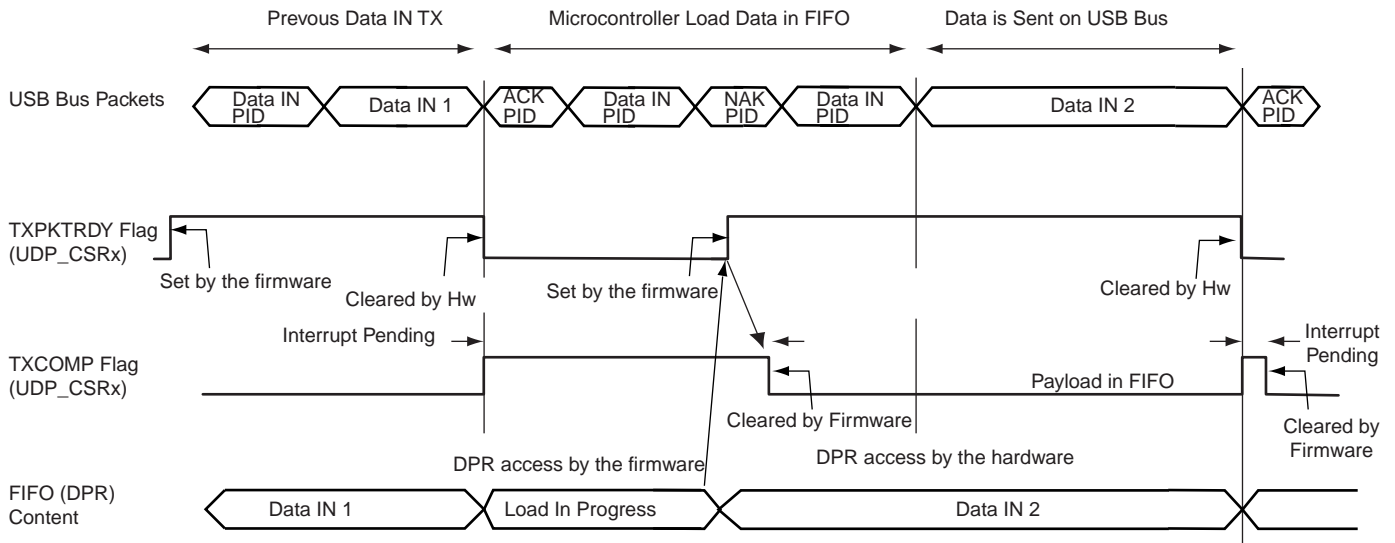 Prevous Data IN TX
Microcontroller Load Data in FIFO
Data is Sent on USB Bus
USB Bus Packets
Data IN
PID
Data IN 1
ACK
PID
Data IN
PID
NAK
PID
Data IN
PID
Data IN 2
ACK
PID
TXPKTRDY Flag
(UDP_CSRx)
Set by the firmware
Cleared by Hw
Set by the firmware
Cleared by Hw
Interrupt Pending
Interrupt
Pending
TXCOMP Flag
(UDP_CSRx)
Payload in FIFO
Cleared by Firmware
Cleared by
Firmware
DPR access by the firmware
DPR access by the hardware
FIFO (DPR)
Content
Data IN 1
Load In Progress
Data IN 2